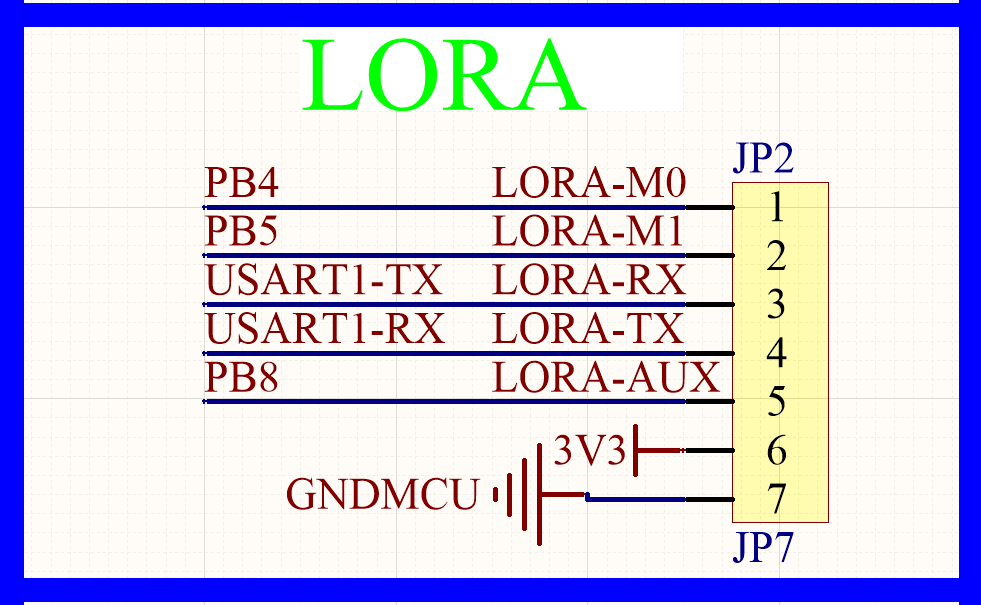 LORA
JP2
PB4 LORA-M0 1
PB5 LORA-M1 2
USART1-TX LORA-RX 3
USART1-RX LORA-TX 4
PB8 LORA-AUX 5
3V3 6
GNDMCU 7
JP7